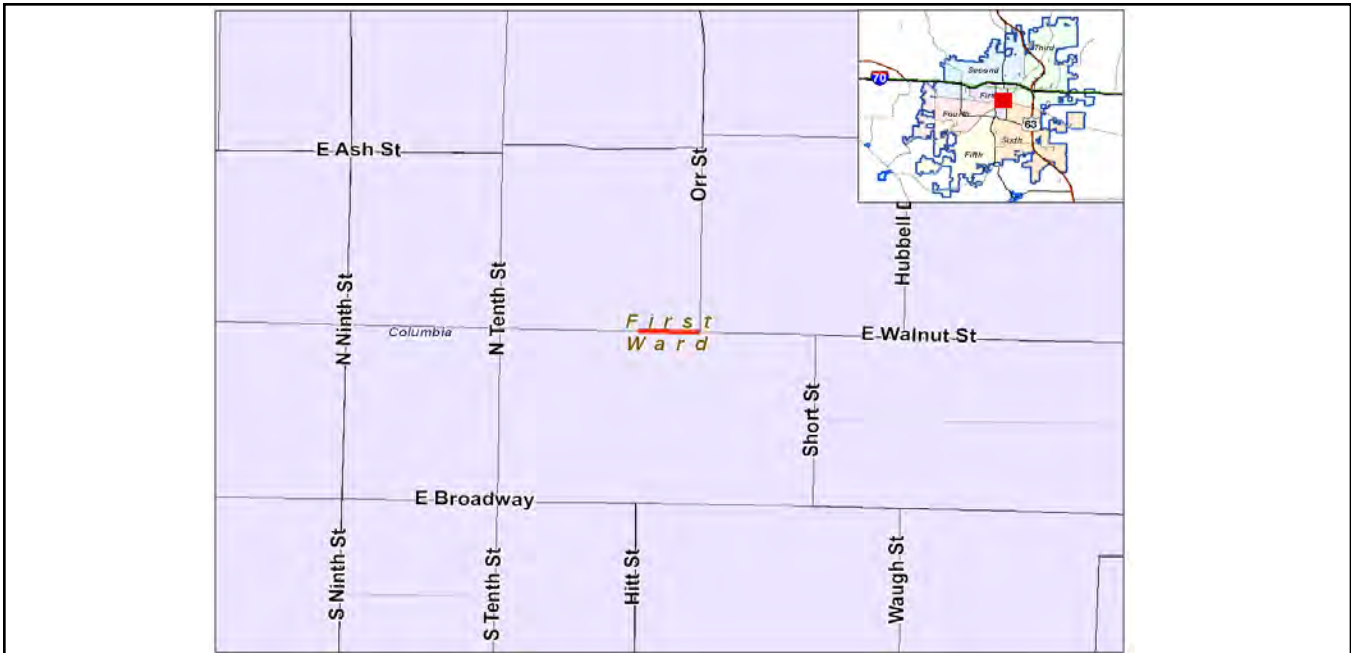 Third
Second
70
First
Fourth
63
Sixth
Fifth
E Ash St
Orr St
Hubbell D
N Ninth St
N Tenth St
Columbia
First
Ward
E Walnut St
Short St
E Broadway
S Ninth St
S Tenth St
Hitt St
Waugh St